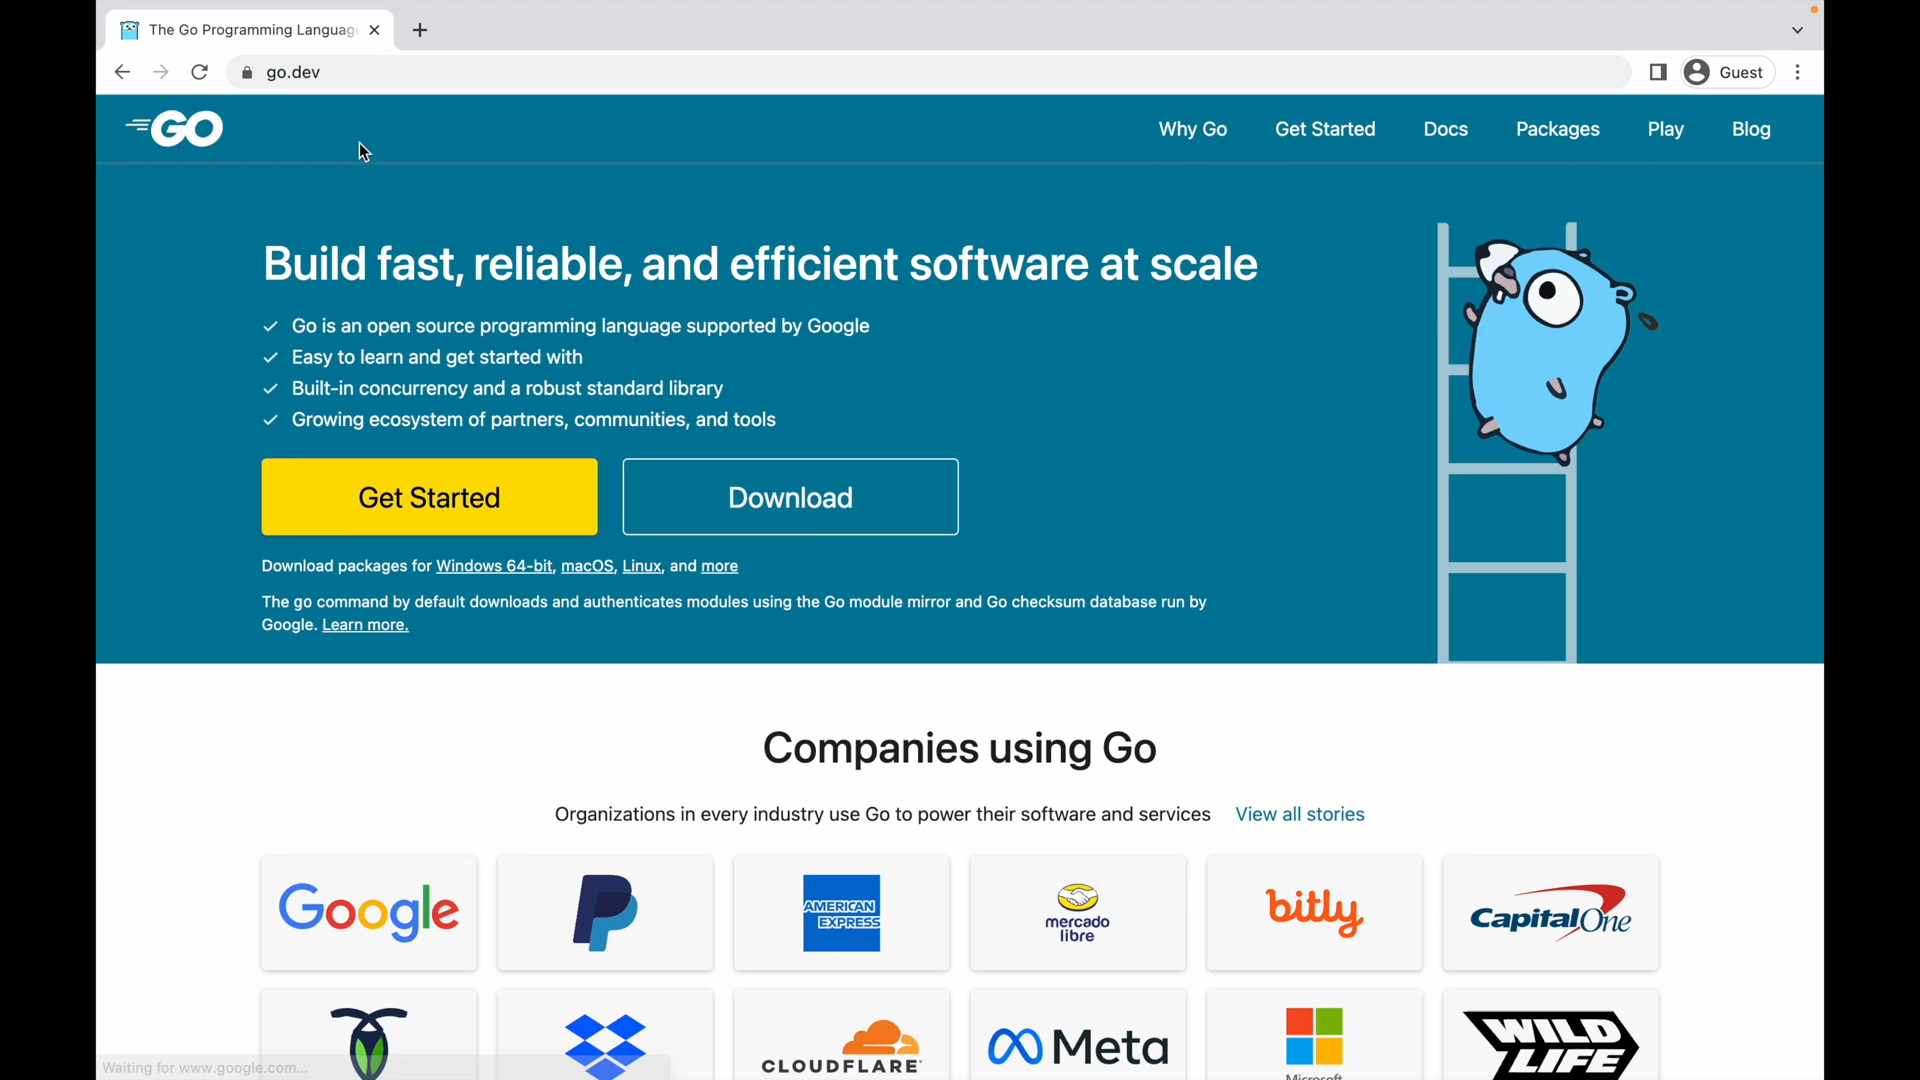 The Go Programming Languag
go.dev
Guest
GO
Why Go
Get Started
Docs
Packages
Play
Blog
Build fast, reliable, and efficient software at scale
Go is an open source programming language supported by Google
Easy to learn and get started with
Built-in concurrency and a robust standard library
Growing ecosystem of partners, communities, and tools
Get Started
Download
Download packages for Windows 64-bit, macOS, Linux, and more
The go command by default downloads and authenticates modules using the Go module mirror and Go checksum database run by
Google. Learn more.
Companies using Go
Organizations in every industry use Go to power their software and services View all stories
Google
AMERICAN
EXPRESS
mercado
libre
bitly
CapitalOne
CLOUDFLARE
Meta
Microsoft
WILD
LIFE
Waiting for www.google.com...